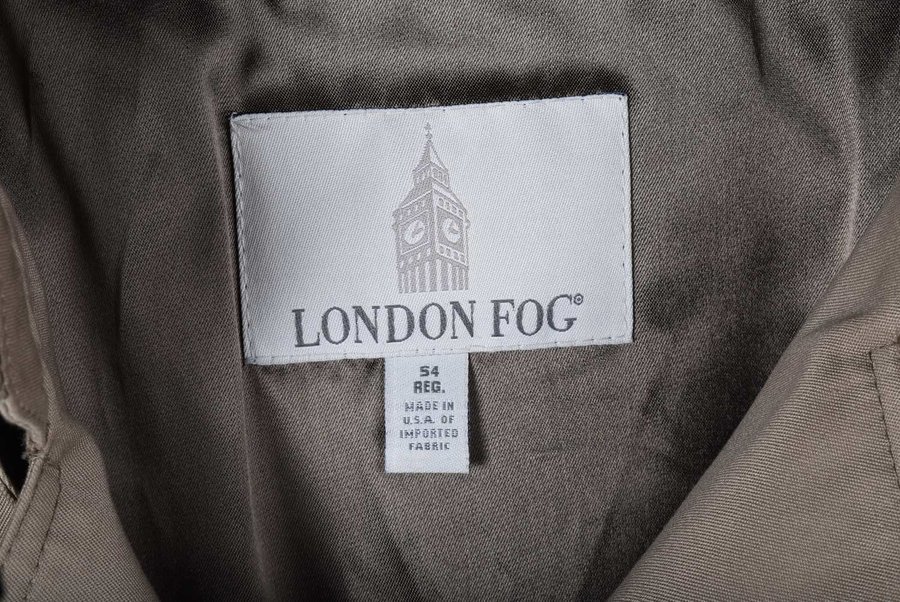 LONDON FOG®
54
REG.
MADE IN
U.S.A. OF
IMPORTED
FABRIC